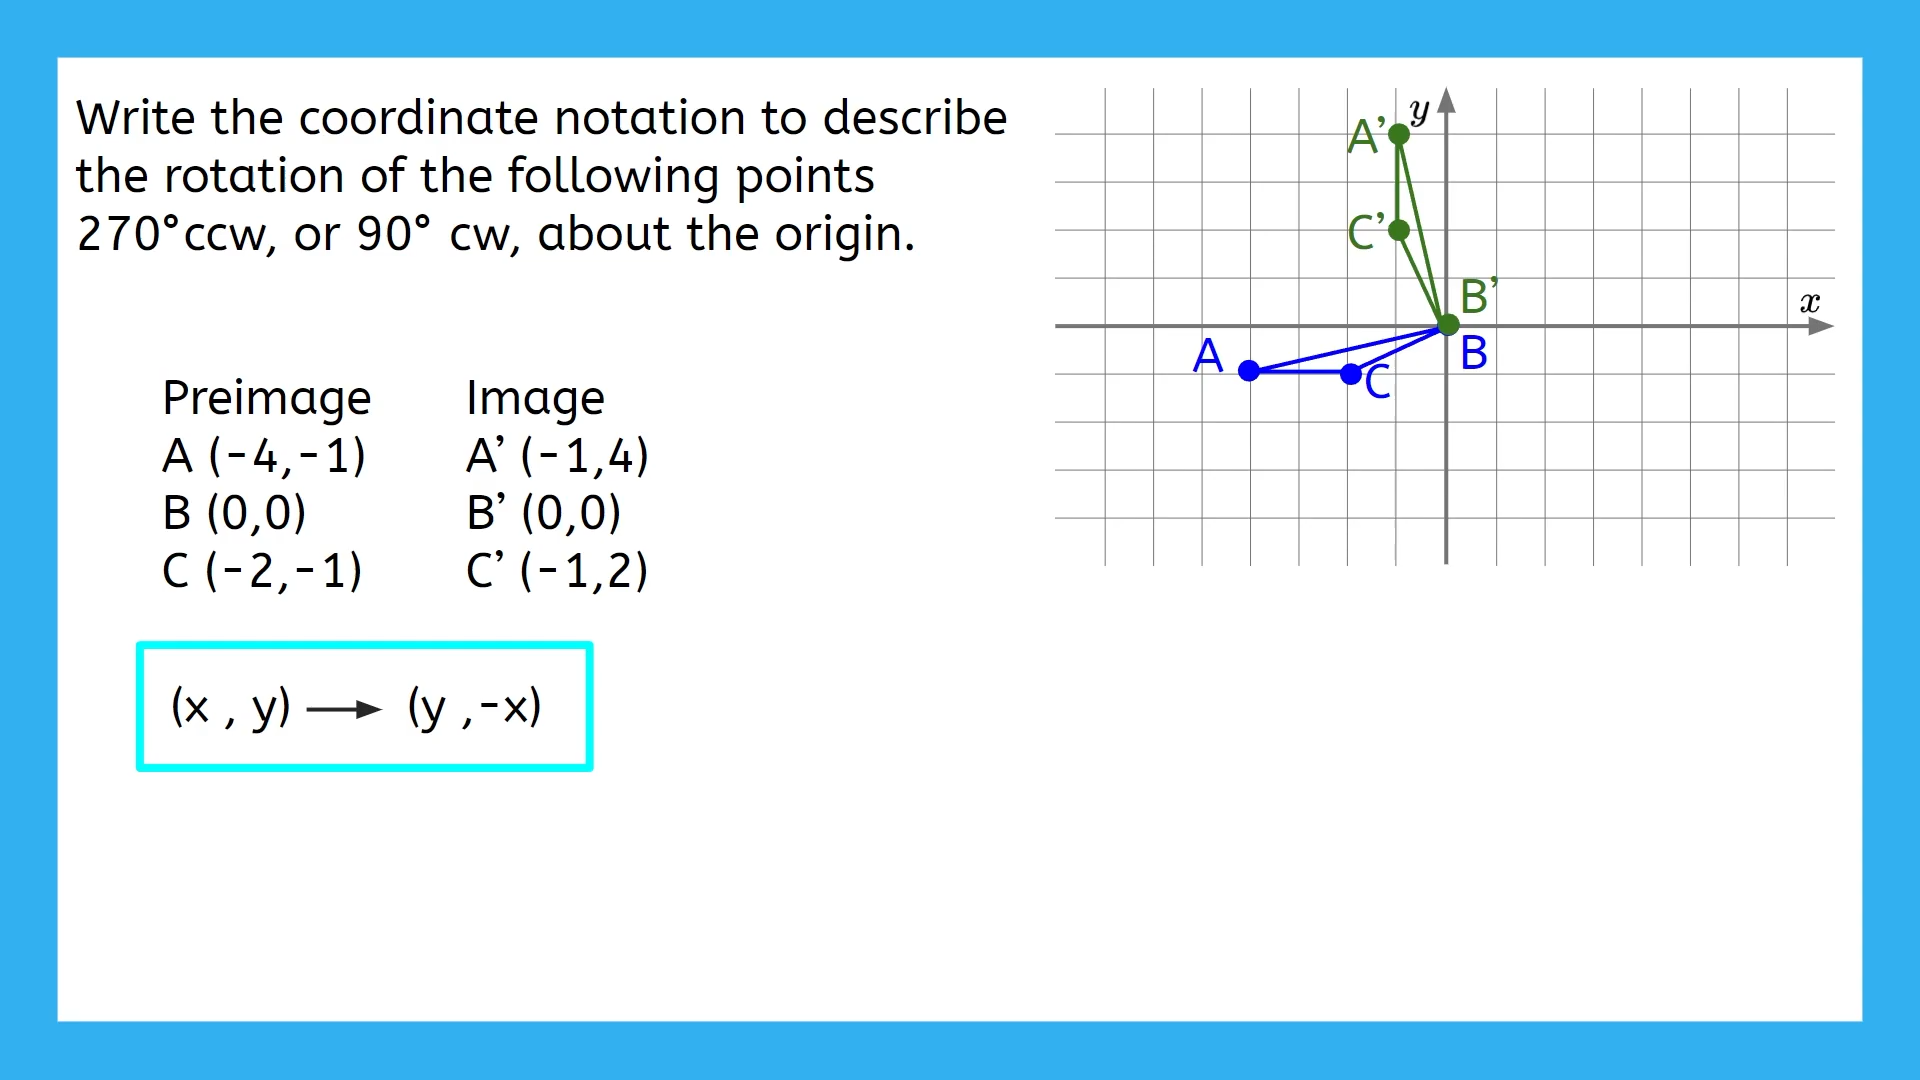 Write the coordinate notation to describe
the rotation of the following points
270°ccw, or 90° cw, about the origin.
Preimage Image
A (-4,-1) A’ (-1,4)
B (0,0) B’ (0,0)
C (-2,-1) C’ (-1,2)
(x , y) → (y ,-x)
y
A’
C’
B’
x
A
B
C